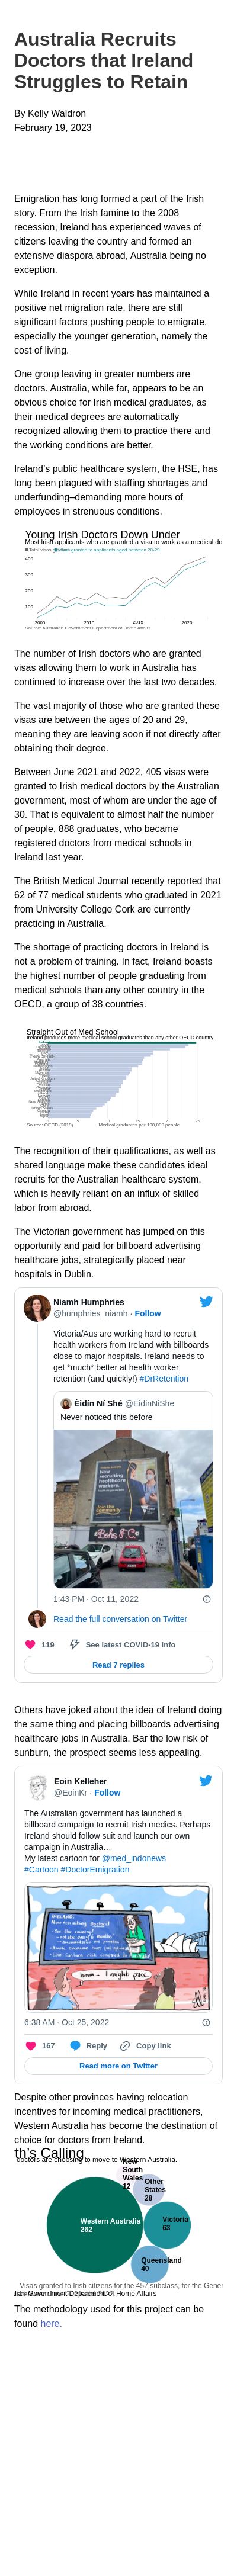 Australia Recruits
Doctors that Ireland
Struggles to Retain
By Kelly Waldron
February 19, 2023
Emigration has long formed a part of the Irish
story. From the Irish famine to the 2008
recession, Ireland has experienced waves of
citizens leaving the country and formed an
extensive diaspora abroad, Australia being no
exception.
While Ireland in recent years has maintained a
positive net migration rate, there are still
significant factors pushing people to emigrate,
especially the younger generation, namely the
cost of living.
One group leaving in greater numbers are
doctors. Australia, while far, appears to be an
obvious choice for Irish medical graduates, as
their medical degrees are automatically
recognized allowing them to practice there and
the working conditions are better.
Ireland’s public healthcare system, the HSE, has
long been plagued with staffing shortages and
underfunding–demanding more hours of
employees in strenuous conditions.
Young Irish Doctors Down Under
Most Irish applicants who are granted a visa to work as a medical do
Total visas granted to applicants aged between 20-29
400
300
200
100
2005 2010 2015 2020
Source: Australian Government Department of Home Affairs
The number of Irish doctors who are granted
visas allowing them to work in Australia has
continued to increase over the last two decades.
The vast majority of those who are granted these
visas are between the ages of 20 and 29,
meaning they are leaving soon if not directly after
obtaining their degree.
Between June 2021 and 2022, 405 visas were
granted to Irish medical doctors by the Australian
government, most of whom are under the age of
30. That is equivalent to almost half the number
of people, 888 graduates, who became
registered doctors from medical schools in
Ireland last year.
The British Medical Journal recently reported that
62 of 77 medical students who graduated in 2021
from University College Cork are currently
practicing in Australia.
The shortage of practicing doctors in Ireland is
not a problem of training. In fact, Ireland boasts
the highest number of people graduating from
medical schools than any other country in the
OECD, a group of 38 countries.
Straight Out of Med School
Ireland produces more medical school graduates than any other OECD country.
0 5 10 15 20 25
Source: OECD (2019) Medical graduates per 100,000 people
The recognition of their qualifications, as well as
shared language make these candidates ideal
recruits for the Australian healthcare system,
which is heavily reliant on an influx of skilled
labor from abroad.
The Victorian government has jumped on this
opportunity and paid for billboard advertising
healthcare jobs, strategically placed near
hospitals in Dublin.
Niamh Humphries
@humphries_niamh · Follow
Victoria/Aus are working hard to recruit
health workers from Ireland with billboards
close to major hospitals. Ireland needs to
get *much* better at health worker
retention (and quickly!) #DrRetention
Éidín Ní Shé @EidinNiShe
Never noticed this before
Now
recruiting
healthcare
workers.
Join the
Community
Bohs F.C.
1:43 PM · Oct 11, 2022
Read the full conversation on Twitter
119 See latest COVID-19 info
Read 7 replies
Others have joked about the idea of Ireland doing
the same thing and placing billboards advertising
healthcare jobs in Australia. Bar the low risk of
sunburn, the prospect seems less appealing.
Eoin Kelleher
@EoinKr · Follow
The Australian government has launched a
billboard campaign to recruit Irish medics. Perhaps
Ireland should follow suit and launch our own
campaign in Australia…
My latest cartoon for @med_indonews
#Cartoon #DoctorEmigration
IRELAND
Now recruiting
doctors!
hmm - I might pass
6:38 AM · Oct 25, 2022
167 Reply Copy link
Read more on Twitter
Despite other provinces having relocation
incentives for incoming medical practitioners,
Western Australia has become the destination of
choice for doctors from Ireland.
th’s Calling
doctors are choosing to move to Western Australia.
New
South
Wales
12
Other
States
28
Western Australia
262
Victoria
63
Queensland
40
Visas granted to Irish citizens for the 457 subclass, for the Gener
lian Government Department of Home Affairs
The methodology used for this project can be
found here.